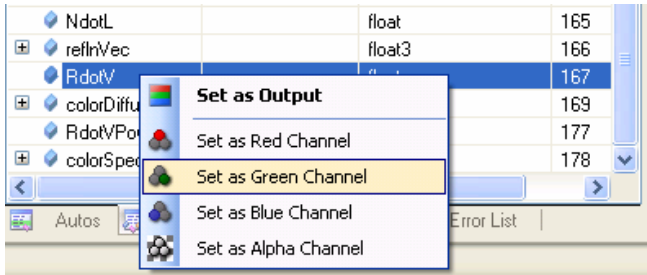 NdotL float 165
reflnVec float3 166
RdotV 167
Set as Output
colorDiffu 169
Set as Red Channel
RdotVPo 177
colorSpec 178
Set as Green Channel
Set as Blue Channel
Autos Error List
Set as Alpha Channel